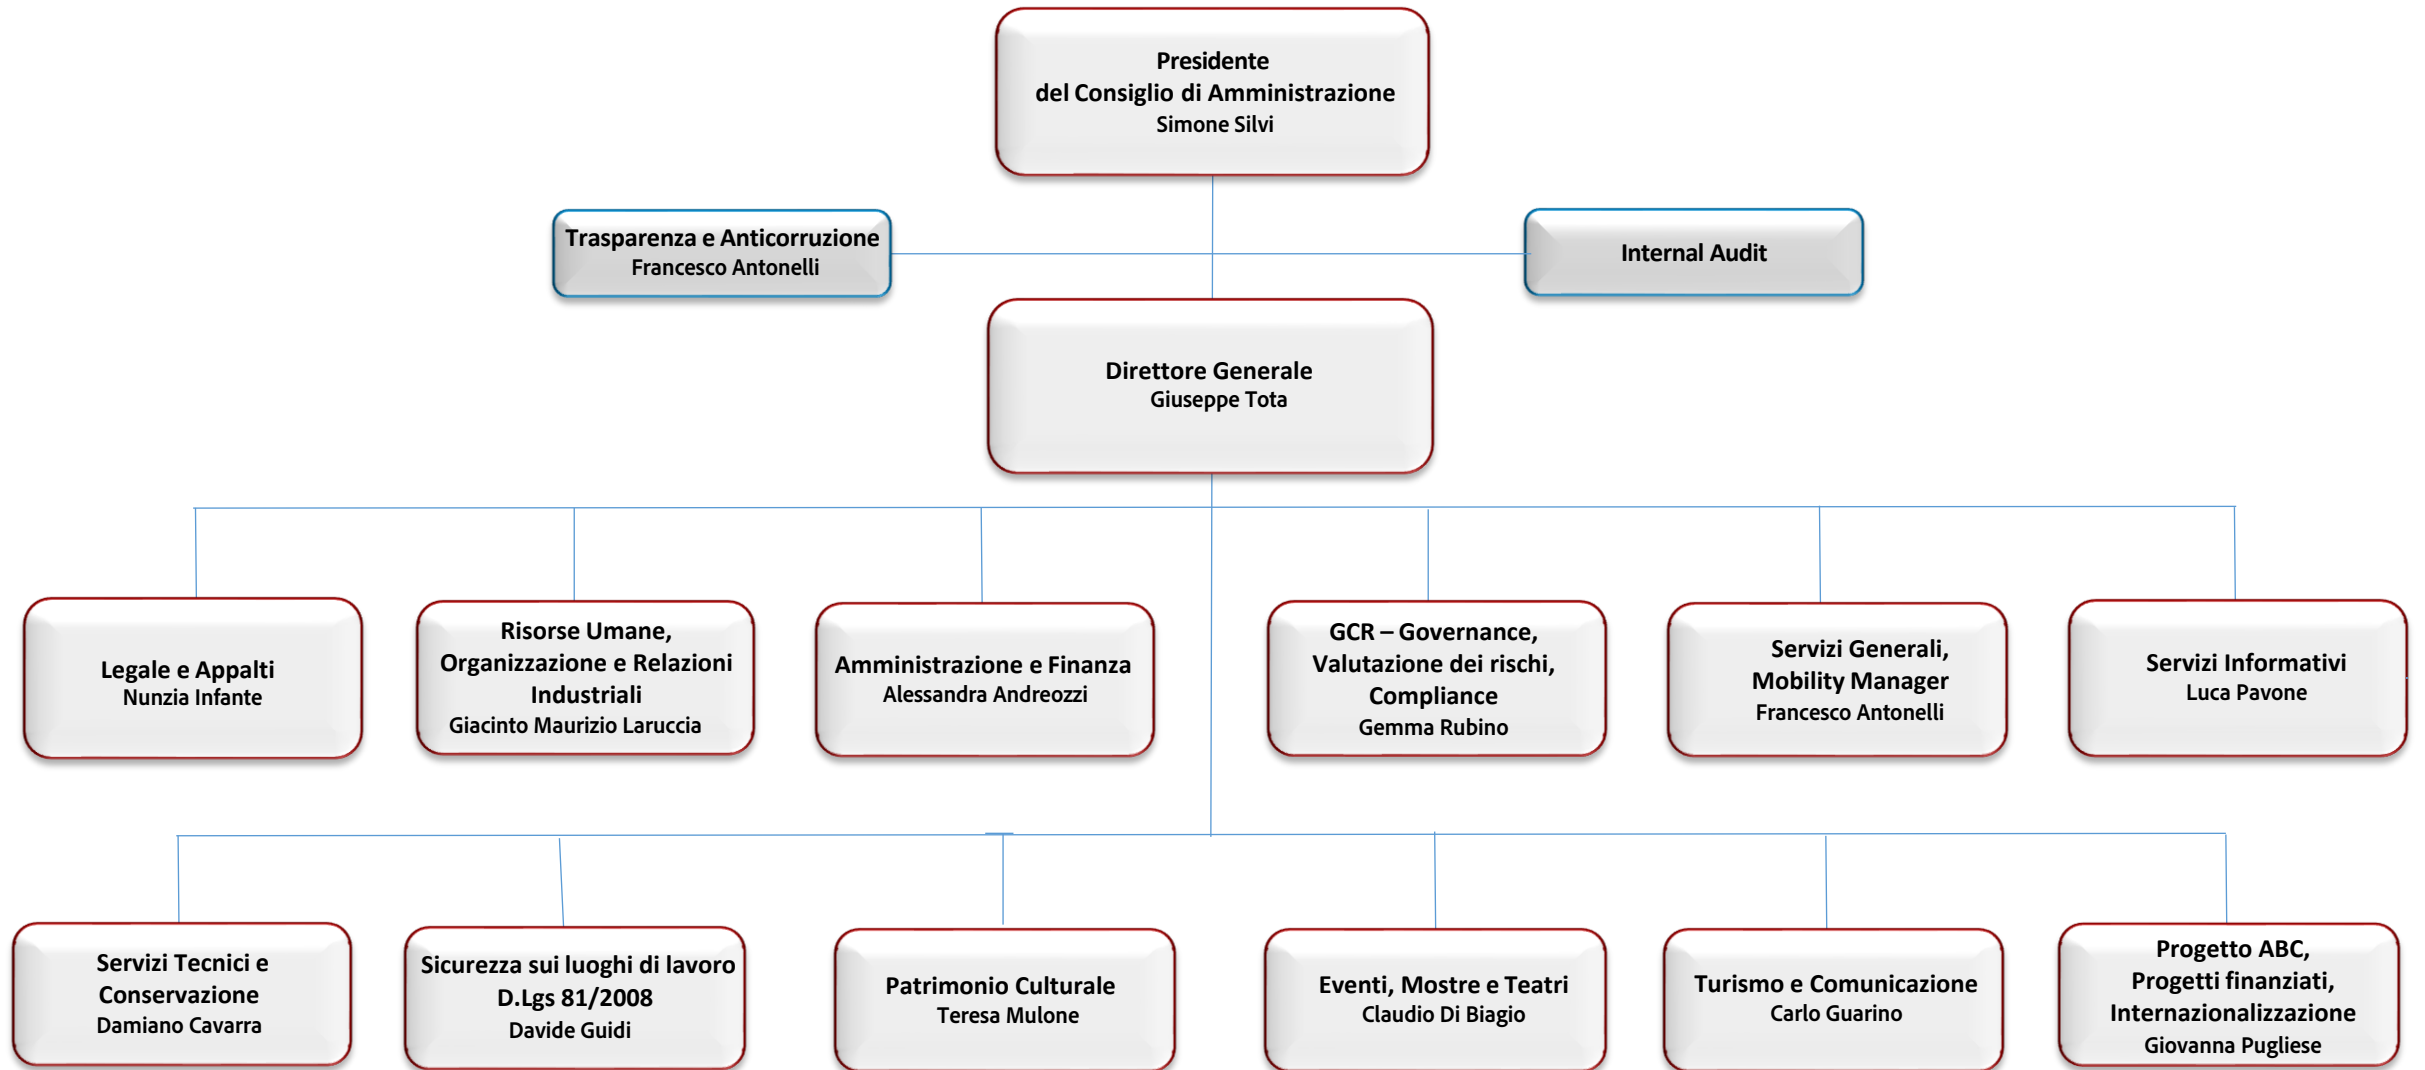 Presidente
del Consiglio di Amministrazione
Simone Silvi
Trasparenza e Anticorruzione
Francesco Antonelli
Internal Audit
Direttore Generale
Giuseppe Tota
Legale e Appalti
Nunzia Infante
Risorse Umane,
Organizzazione e Relazioni
Industriali
Giacinto Maurizio Laruccia
Amministrazione e Finanza
Alessandra Andreozzi
GCR – Governance,
Valutazione dei rischi,
Compliance
Gemma Rubino
Servizi Generali,
Mobility Manager
Francesco Antonelli
Servizi Informativi
Luca Pavone
Servizi Tecnici e
Conservazione
Damiano Cavarra
Sicurezza sui luoghi di lavoro
D.Lgs 81/2008
Davide Guidi
Patrimonio Culturale
Teresa Mulone
Eventi, Mostre e Teatri
Claudio Di Biagio
Turismo e Comunicazione
Carlo Guarino
Progetto ABC,
Progetti finanziati,
Internazionalizzazione
Giovanna Pugliese